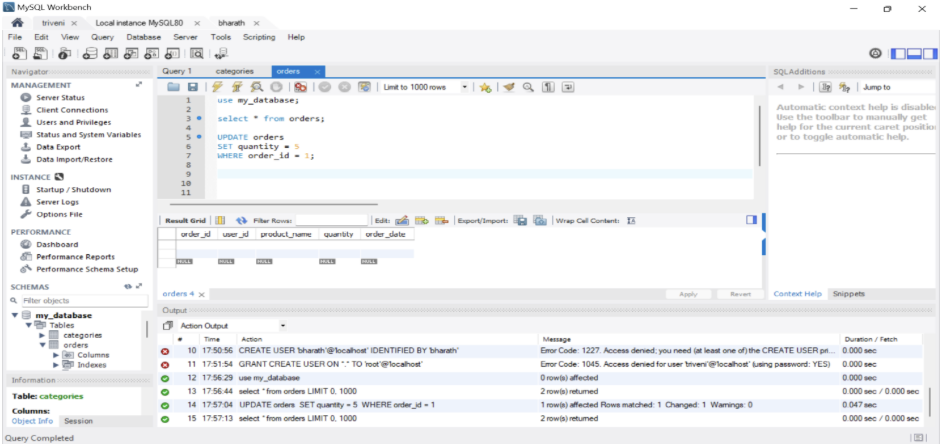 MySQL Workbench
triveni × Local instance MySQL80 × bharath ×
File Edit View Query Database Server Tools Scripting Help
Navigator
MANAGEMENT
Server Status
Client Connections
Users and Privileges
Status and System Variables
Data Export
Data Import/Restore
INSTANCE
Startup / Shutdown
Server Logs
Options File
PERFORMANCE
Dashboard
Performance Reports
Performance Schema Setup
SCHEMAS
Filter objects
my_database
Tables
categories
orders
Columns
Indexes
Information
Table: categories
Columns:
Object Info Session
Query 1 categories orders ×
Limit to 1000 rows
1 use my_database;
2
3 select * from orders;
4
5 UPDATE orders
6 SET quantity = 5
7 WHERE order_id = 1;
8
9
10
11
Result Grid Filter Rows: Edit: Export/Import: Wrap Cell Content:
order_id user_id product_name quantity order_date
NULL NULL NULL NULL NULL
orders 4 × Apply Revert
SQLAdditions
Jump to
Automatic context help is disable
Use the toolbar to manually get
help for the current caret positio
or to toggle automatic help.
Context Help Snippets
Output
Action Output
# Time Action Message Duration / Fetch
10 17:50:56 CREATE USER 'bharath'@'localhost' IDENTIFIED BY 'bharath' Error Code: 1227. Access denied; you need (at least one of) the CREATE USER pri... 0.000 sec
11 17:51:54 GRANT CREATE USER ON *.* TO 'root'@'localhost' Error Code: 1045. Access denied for user 'triveni'@'localhost' (using password: YES) 0.000 sec
12 17:56:29 use my_database 0 row(s) affected 0.000 sec
13 17:56:44 select * from orders LIMIT 0, 1000 2 row(s) returned 0.000 sec / 0.000 sec
14 17:57:04 UPDATE orders SET quantity = 5 WHERE order_id = 1 1 row(s) affected Rows matched: 1 Changed: 1 Warnings: 0 0.047 sec
15 17:57:13 select * from orders LIMIT 0, 1000 2 row(s) returned 0.000 sec / 0.000 sec
Query Completed